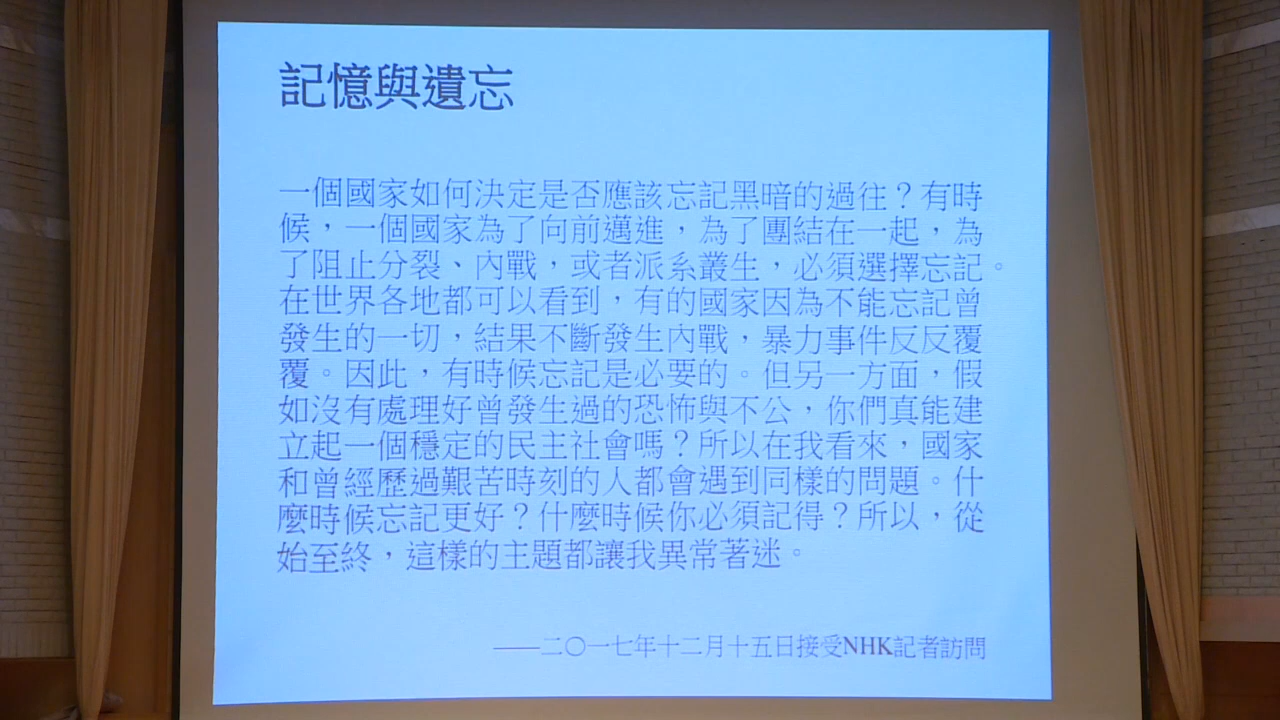 記憶與遺忘
一個國家如何決定是否應該忘記黑暗的過往？有時
候，一個國家為了向前邁進，為了團結在一起，為
了阻止分裂、內戰，或者派系叢生，必須選擇忘記。
在世界各地都可以看到，有的國家因為不能忘記曾
發生的一切，結果不斷發生內戰，暴力事件反反覆
覆。因此，有時候忘記是必要的。但另一方面，假
如沒有處理好曾發生過的恐怖與不公，你們真能建
立起一個穩定的民主社會嗎？所以在我看來，國家
和曾經歷過艱苦時刻的人都會遇到同樣的問題。什
麼時候忘記更好？什麼時候你必須記得？所以，從
始至終，這樣的主題都讓我異常著迷。
——二〇一七年十二月十五日接受NHK記者訪問